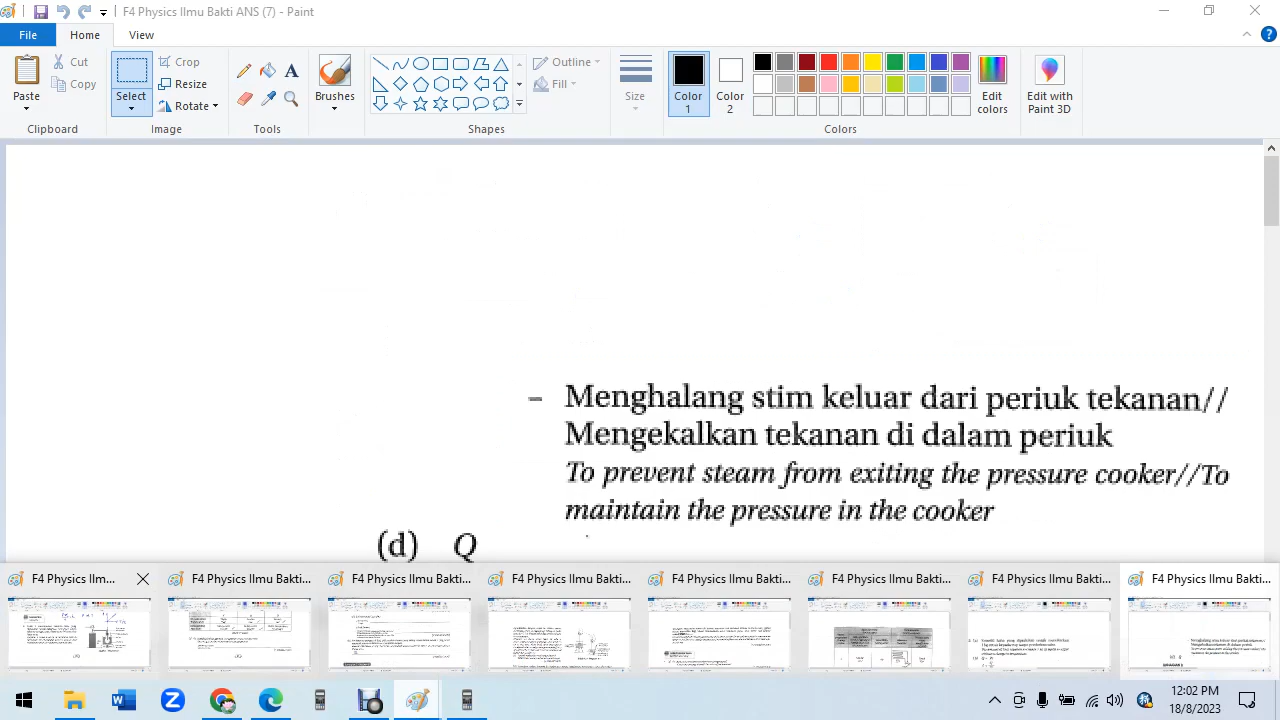 F4 Physics Ilmu Bakti ANS (7) - Paint
File
Home
View
Paste
Cut
Copy
Clipboard
Select
Crop
Resize
Rotate
Image
Tools
Brushes
Outline
Fill
Shapes
Size
Color
1
Color
2
Edit
colors
Edit with
Paint 3D
Colors
– Menghalang stim keluar dari periuk tekanan//
Mengekalkan tekanan di dalam periuk
To prevent steam from exiting the pressure cooker//To
maintain the pressure in the cooker
(d) Q
F4 Physics Ilm...
F4 Physics Ilmu Bakti...
F4 Physics Ilmu Bakti...
F4 Physics Ilmu Bakti...
F4 Physics Ilmu Bakti...
F4 Physics Ilmu Bakti...
F4 Physics Ilmu Bakti...
F4 Physics Ilmu Bakti...
12:02 PM
18/8/2023